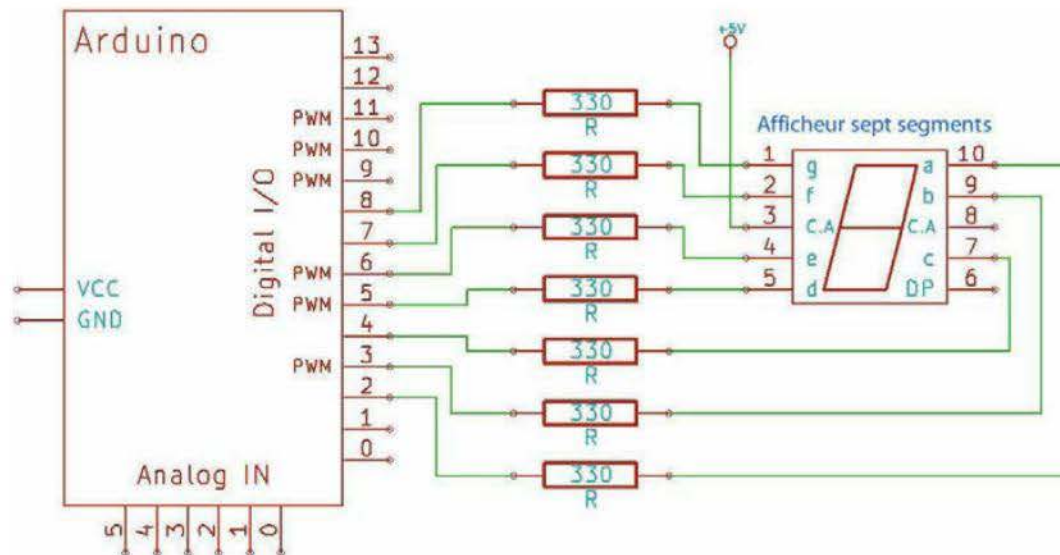 Arduino
13
12
PWM 11
PWM 10
PWM 9
8
7
PWM 6
PWM 5
4
PWM 3
2
1
0
Digital I/O
VCC
GND
Analog IN
5 4 3 2 1 0
330
R
330
R
330
R
330
R
330
R
330
R
330
R
+5V
Afficheur sept segments
1 g a 10
2 f b 9
3 C.A C.A 8
4 e c 7
5 d DP 6